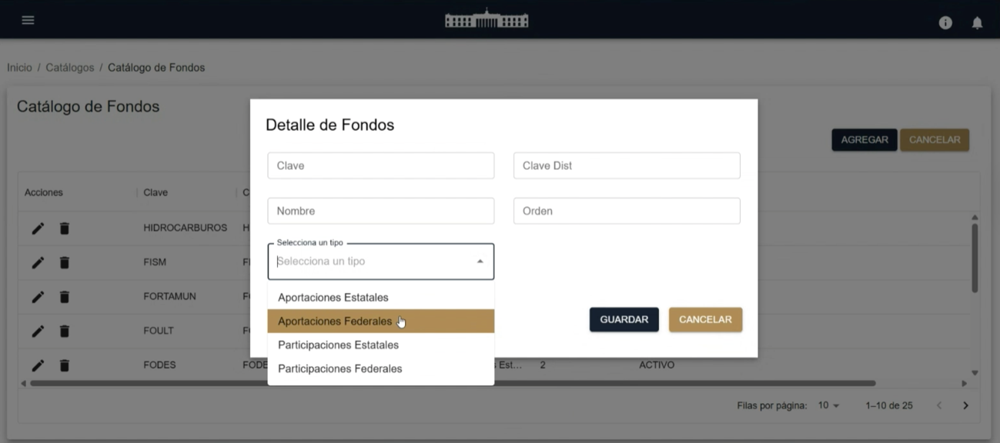 Inicio / Catálogos / Catálogo de Fondos
Catálogo de Fondos
AGREGAR CANCELAR
Detalle de Fondos
Clave Clave Dist
Nombre Orden
Selecciona un tipo
Selecciona un tipo
Aportaciones Estatales
Aportaciones Federales
Participaciones Estatales
Participaciones Federales
GUARDAR CANCELAR
Acciones Clave C
HIDROCARBUROS H
FISM FI
FORTAMUN F
FOULT F
FODES FODE Est... 2 ACTIVO
Filas por página: 10 1–10 de 25